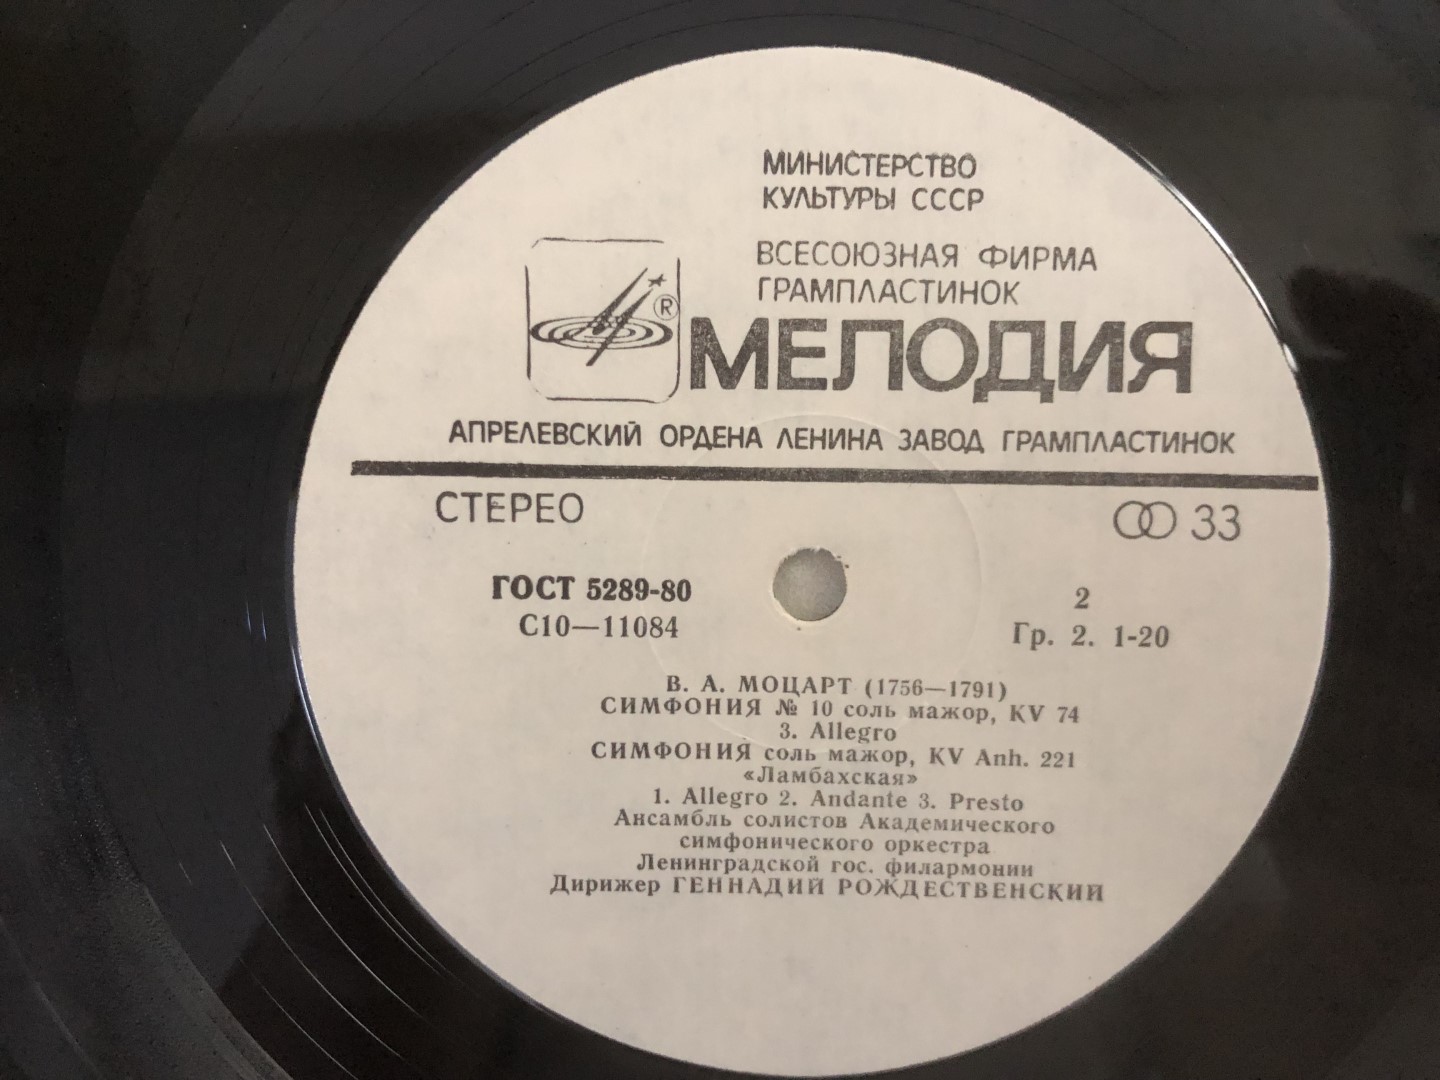 МИНИСТЕРСТВО
КУЛЬТУРЫ СССР
ВСЕСОЮЗНАЯ ФИРМА
ГРАМПЛАСТИНОК
®
МЕЛОДИЯ
АПРЕЛЕВСКИЙ ОРДЕНА ЛЕНИНА ЗАВОД ГРАМПЛАСТИНОК
СТЕРЕО 33
ГОСТ 5289-80 2
С10—11084 Гр. 2. 1-20
В. А. МОЦАРТ (1756—1791)
СИМФОНИЯ № 10 соль мажор, KV 74
3. Allegro
СИМФОНИЯ соль мажор, KV Anh. 221
«Ламбахская»
1. Allegro 2. Andante 3. Presto
Ансамбль солистов Академического
симфонического оркестра
Ленинградской гос. филармонии
Дирижер ГЕННАДИЙ РОЖДЕСТВЕНСКИЙ